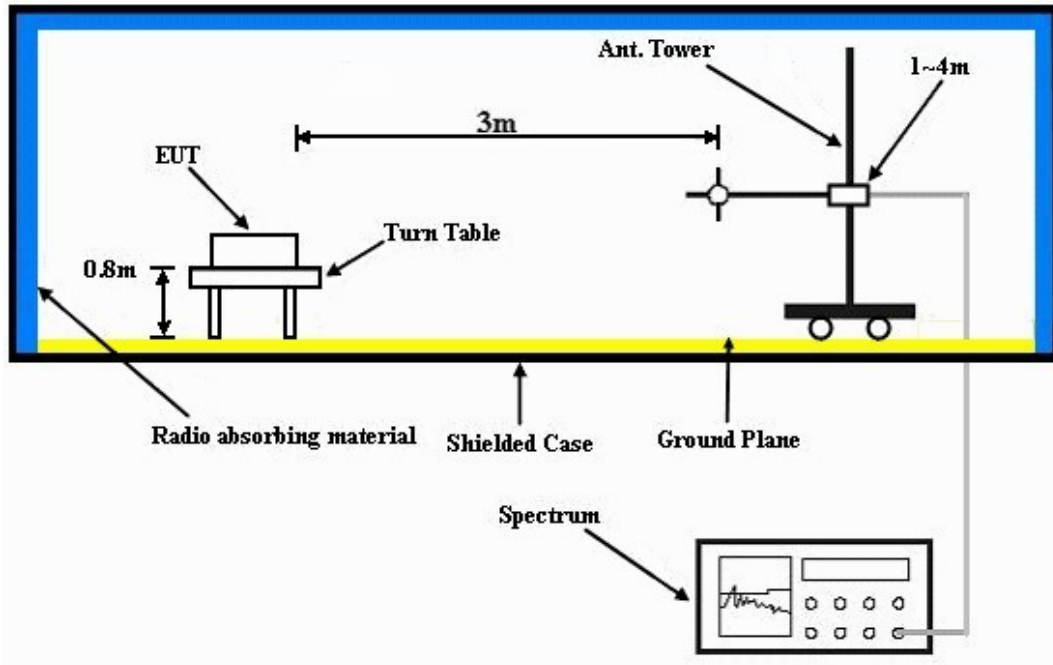 Ant. Tower
1~4m
3m
EUT
Turn Table
0.8m
Radio absorbing material
Shielded Case
Ground Plane
Spectrum